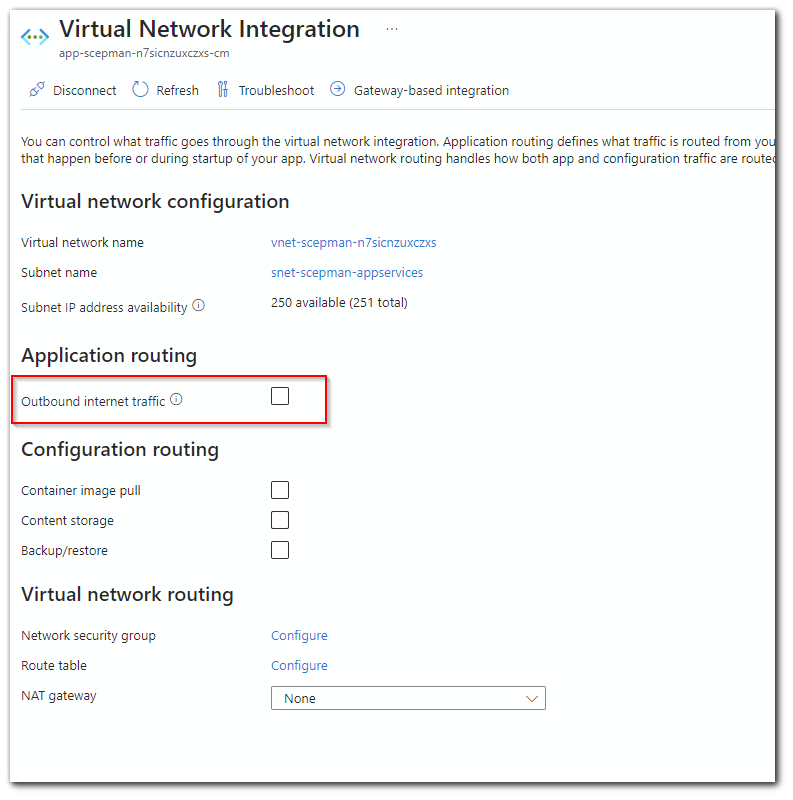 Virtual Network Integration ...
app-scepman-n7sicnzuxczxs-cm
Disconnect Refresh Troubleshoot Gateway-based integration
You can control what traffic goes through the virtual network integration. Application routing defines what traffic is routed from you
that happen before or during startup of your app. Virtual network routing handles how both app and configuration traffic are routed
Virtual network configuration
Virtual network name vnet-scepman-n7sicnzuxczxs
Subnet name snet-scepman-appservices
Subnet IP address availability 250 available (251 total)
Application routing
Outbound internet traffic
Configuration routing
Container image pull
Content storage
Backup/restore
Virtual network routing
Network security group Configure
Route table Configure
NAT gateway None